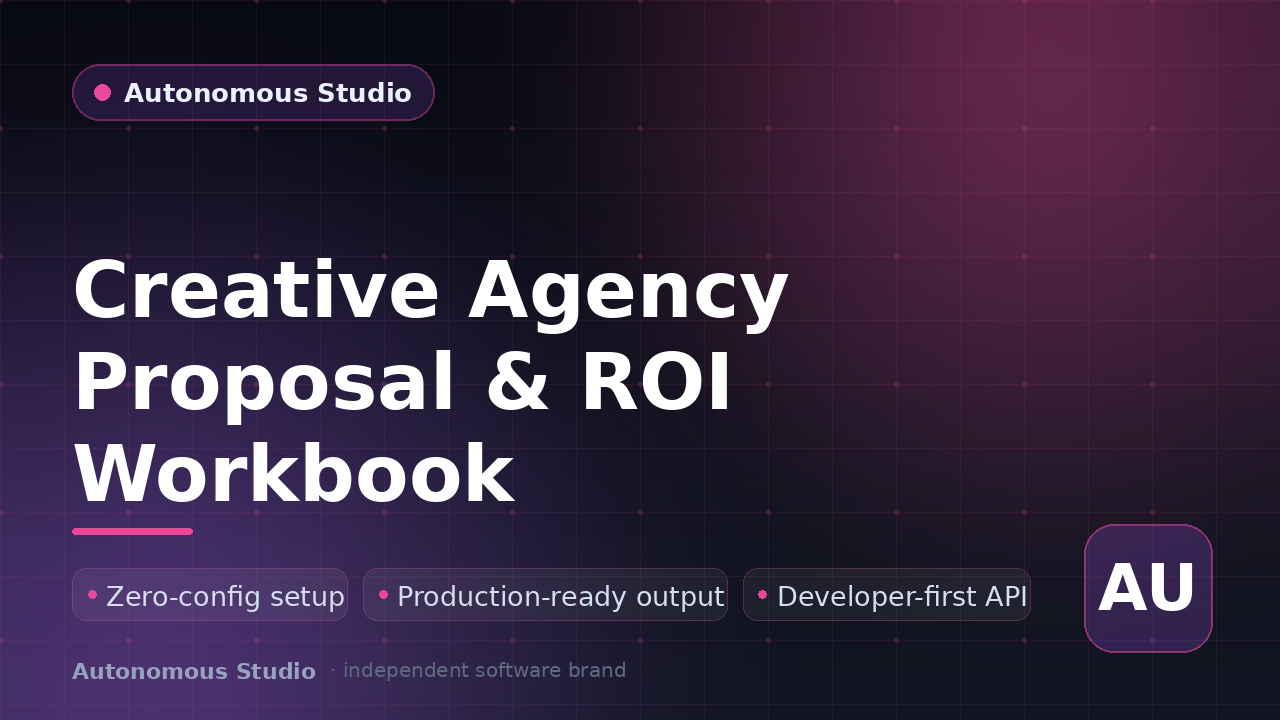 Autonomous Studio
Creative Agency
Proposal & ROI
Workbook
Zero-config setup
Production-ready output
Developer-first API
AU
Autonomous Studio · independent software brand